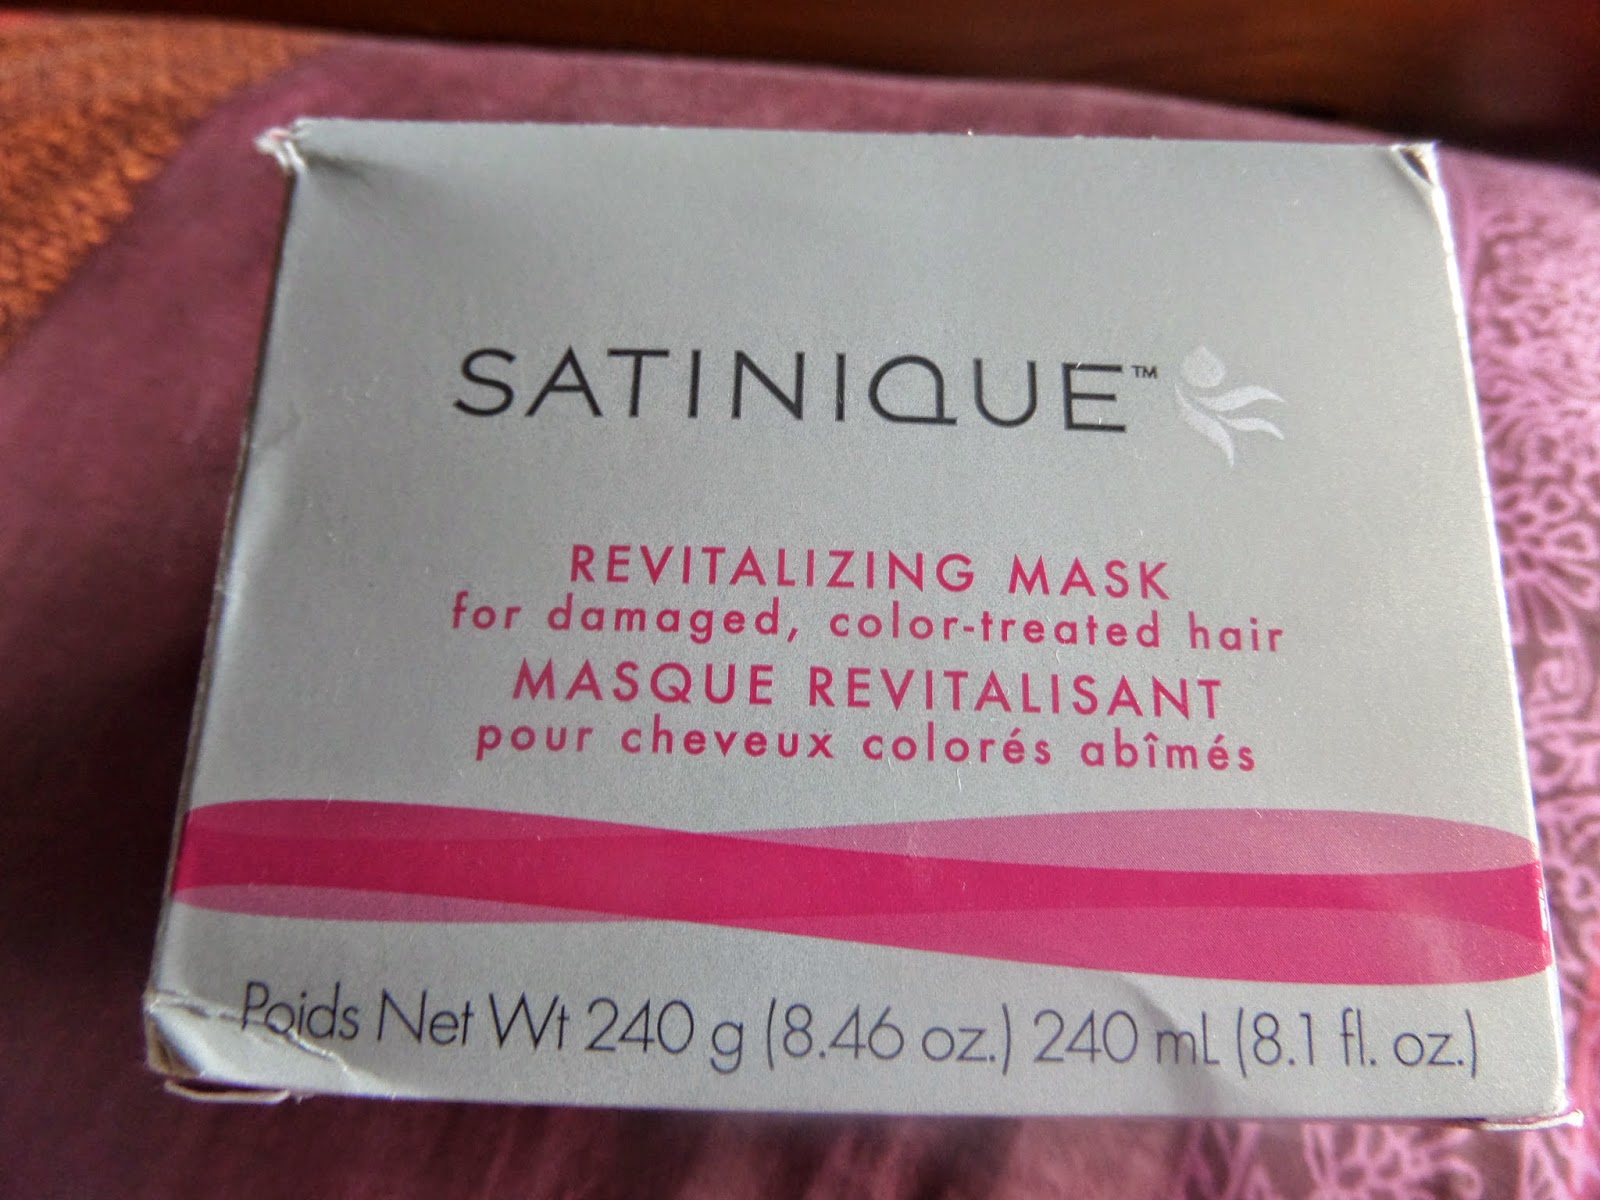 SATINIQUE™
REVITALIZING MASK
for damaged, color-treated hair
MASQUE REVITALISANT
pour cheveux colorés abîmés
Poids Net Wt 240 g (8.46 oz.) 240 mL (8.1 fl. oz.)